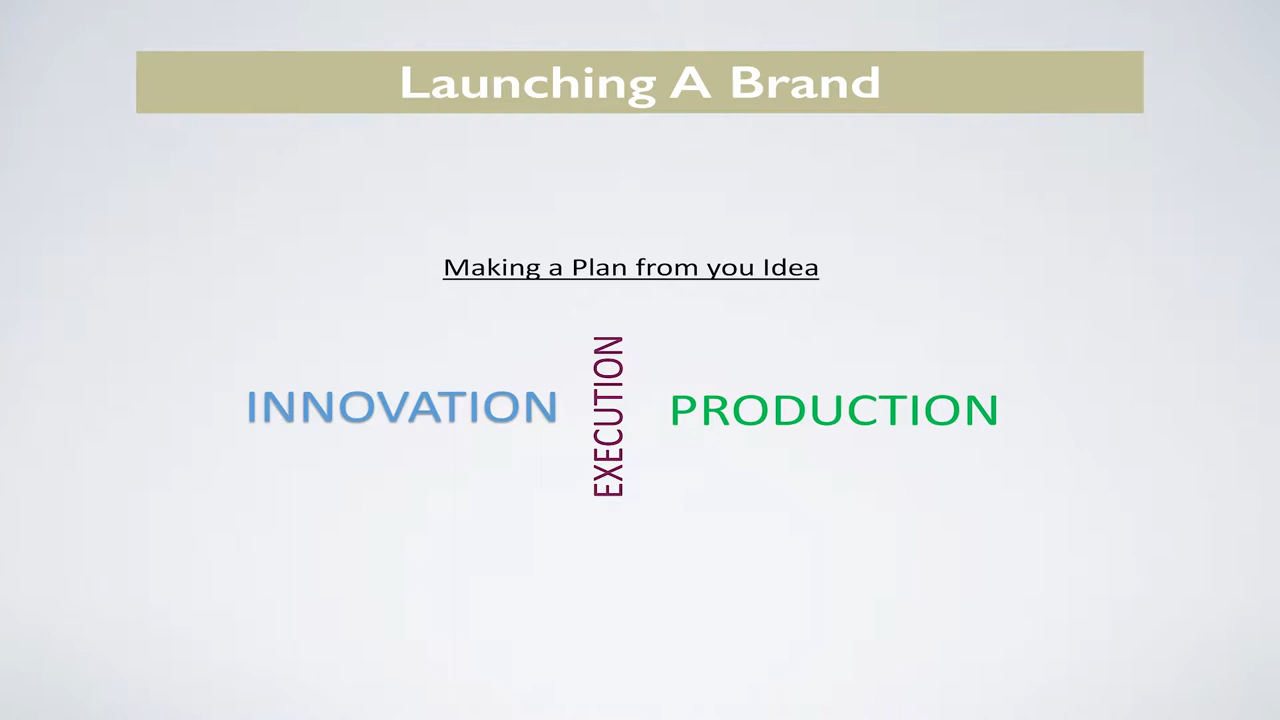 Launching A Brand
Making a Plan from you Idea
INNOVATION
EXECUTION
PRODUCTION